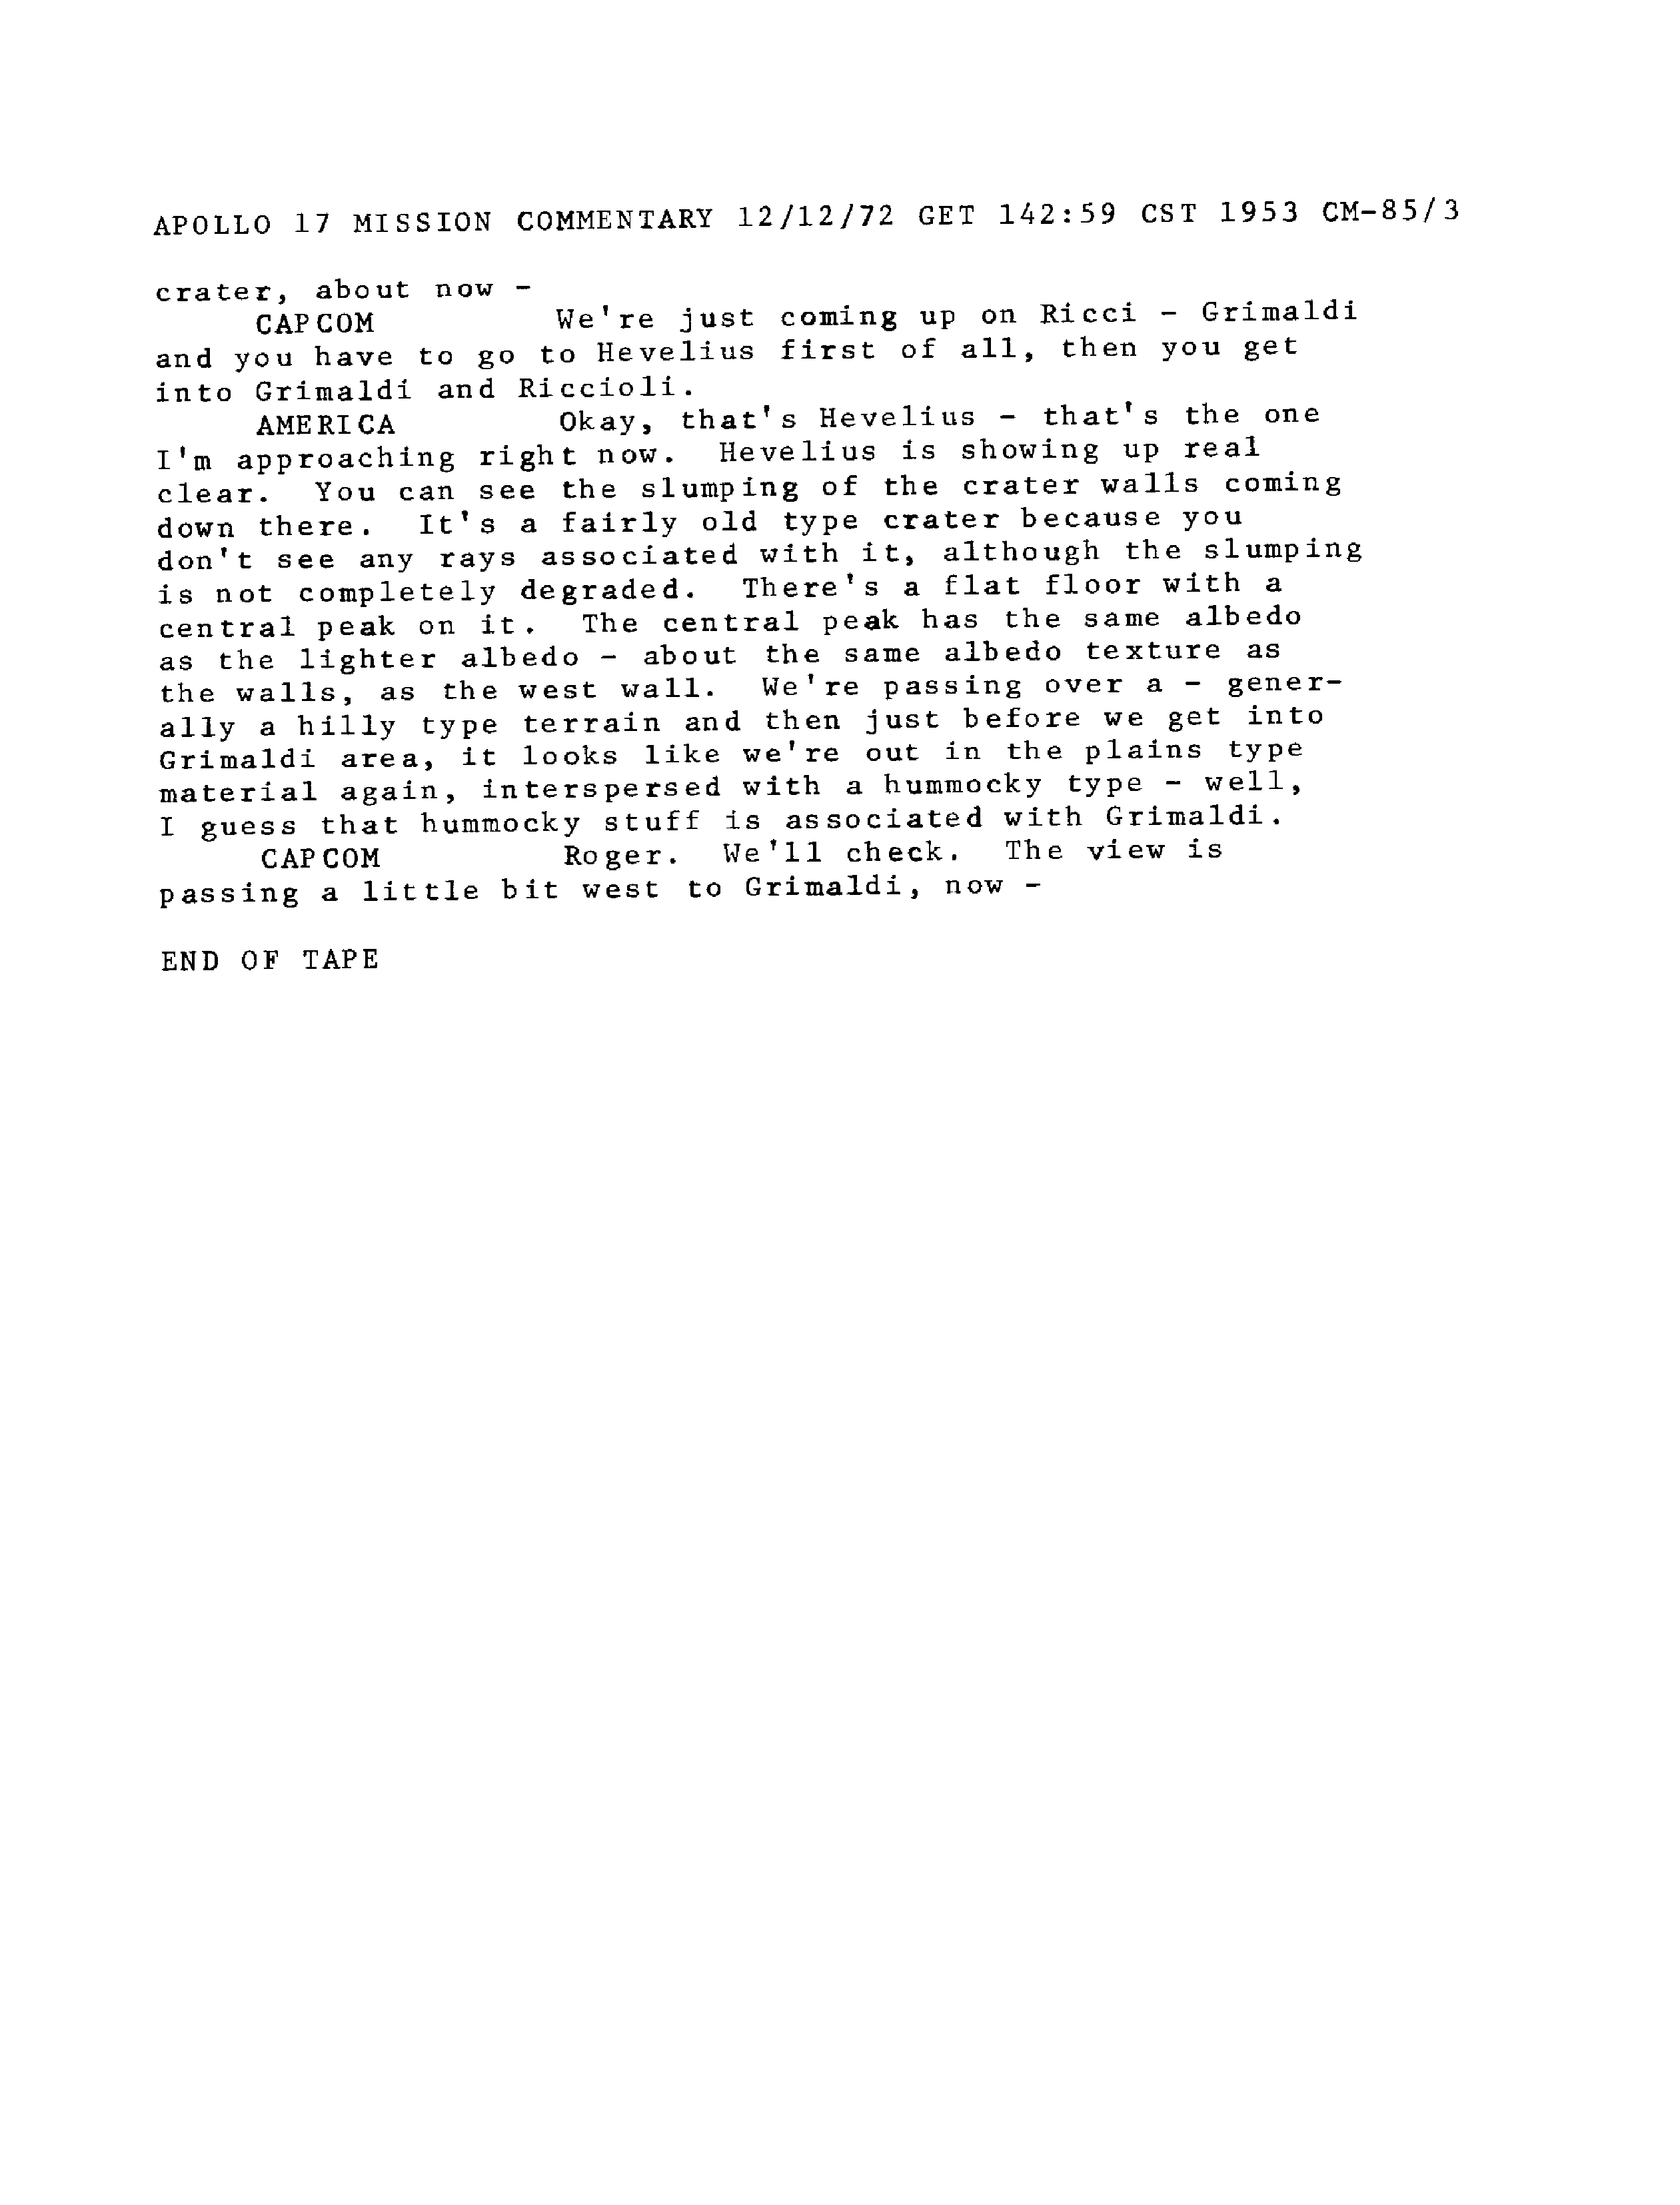 APOLLO 17 MISSION COMMENTARY 12/12/72 GET 142:59 CST 1953 CM-85/3
crater, about now -
CAPCOM We're just coming up on Ricci - Grimaldi
and you have to go to Hevelius first of all, then you get
into Grimaldi and Riccioli.
AMERICA Okay, that's Hevelius - that's the one
I'm approaching right now. Hevelius is showing up real
clear. You can see the slumping of the crater walls coming
down there. It's a fairly old type crater because you
don't see any rays associated with it, although the slumping
is not completely degraded. There's a flat floor with a
central peak on it. The central peak has the same albedo
as the lighter albedo - about the same albedo texture as
the walls, as the west wall. We're passing over a - gener-
ally a hilly type terrain and then just before we get into
Grimaldi area, it looks like we're out in the plains type
material again, interspersed with a hummocky type - well,
I guess that hummocky stuff is associated with Grimaldi.
CAPCOM Roger. We'll check. The view is
passing a little bit west to Grimaldi, now -
END OF TAPE